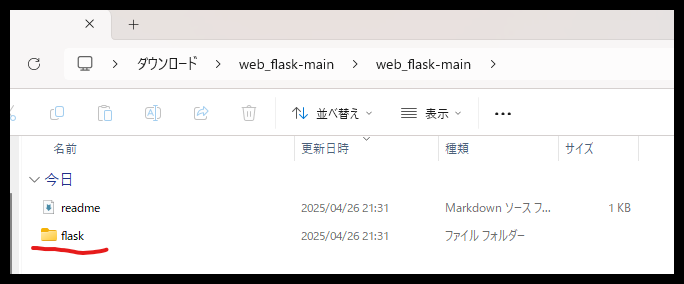 ダウンロード web_flask-main web_flask-main
並べ替え 表示
名前 更新日時 種類 サイズ
今日
readme 2025/04/26 21:31 Markdown ソース フ... 1 KB
flask 2025/04/26 21:31 ファイル フォルダー